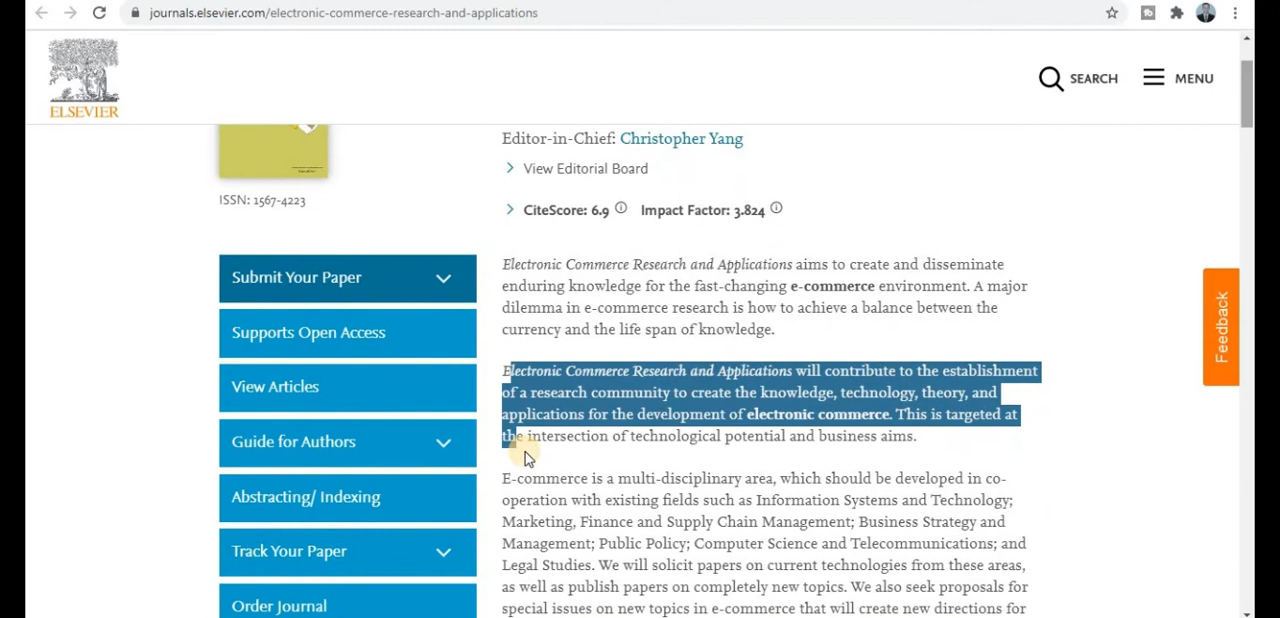 journals.elsevier.com/electronic-commerce-research-and-applications
ELSEVIER
SEARCH
MENU
Editor-in-Chief: Christopher Yang
View Editorial Board
ISSN: 1567-4223
CiteScore: 6.9 Impact Factor: 3.824
Submit Your Paper
Supports Open Access
View Articles
Guide for Authors
Abstracting/ Indexing
Track Your Paper
Order Journal
Electronic Commerce Research and Applications aims to create and disseminate
enduring knowledge for the fast-changing e-commerce environment. A major
dilemma in e-commerce research is how to achieve a balance between the
currency and the life span of knowledge.
Electronic Commerce Research and Applications will contribute to the establishment
of a research community to create the knowledge, technology, theory, and
applications for the development of electronic commerce. This is targeted at
the intersection of technological potential and business aims.
E-commerce is a multi-disciplinary area, which should be developed in co-
operation with existing fields such as Information Systems and Technology;
Marketing, Finance and Supply Chain Management; Business Strategy and
Management; Public Policy; Computer Science and Telecommunications; and
Legal Studies. We will solicit papers on current technologies from these areas,
as well as publish papers on completely new topics. We also seek proposals for
special issues on new topics in e-commerce that will create new directions for
Feedback